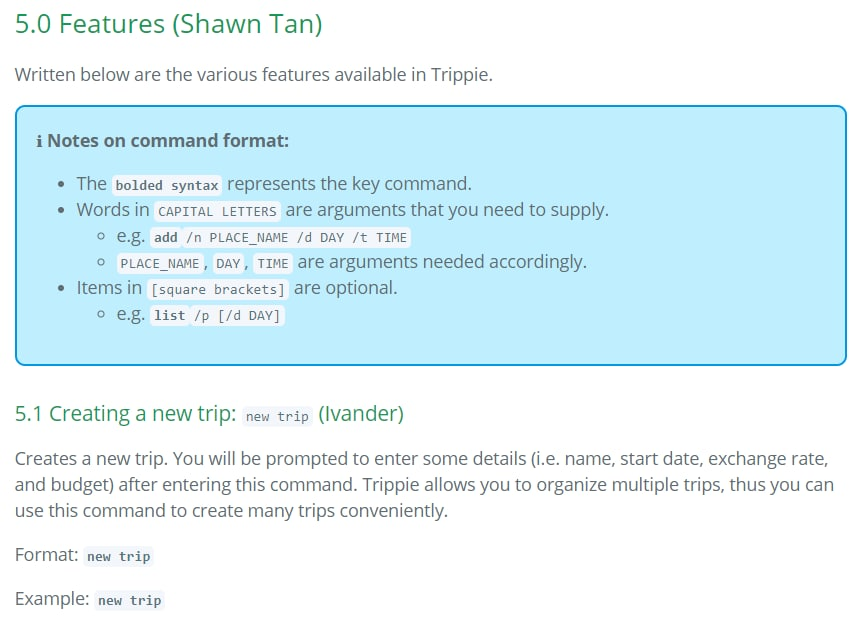 5.0 Features (Shawn Tan)
Written below are the various features available in Trippie.
i Notes on command format:
• The bolded syntax represents the key command.
• Words in CAPITAL LETTERS are arguments that you need to supply.
○ e.g. add /n PLACE_NAME /d DAY /t TIME
○ PLACE_NAME, DAY, TIME are arguments needed accordingly.
• Items in [square brackets] are optional.
○ e.g. list /p [/d DAY]
5.1 Creating a new trip: new trip (Ivander)
Creates a new trip. You will be prompted to enter some details (i.e. name, start date, exchange rate,
and budget) after entering this command. Trippie allows you to organize multiple trips, thus you can
use this command to create many trips conveniently.
Format: new trip
Example: new trip